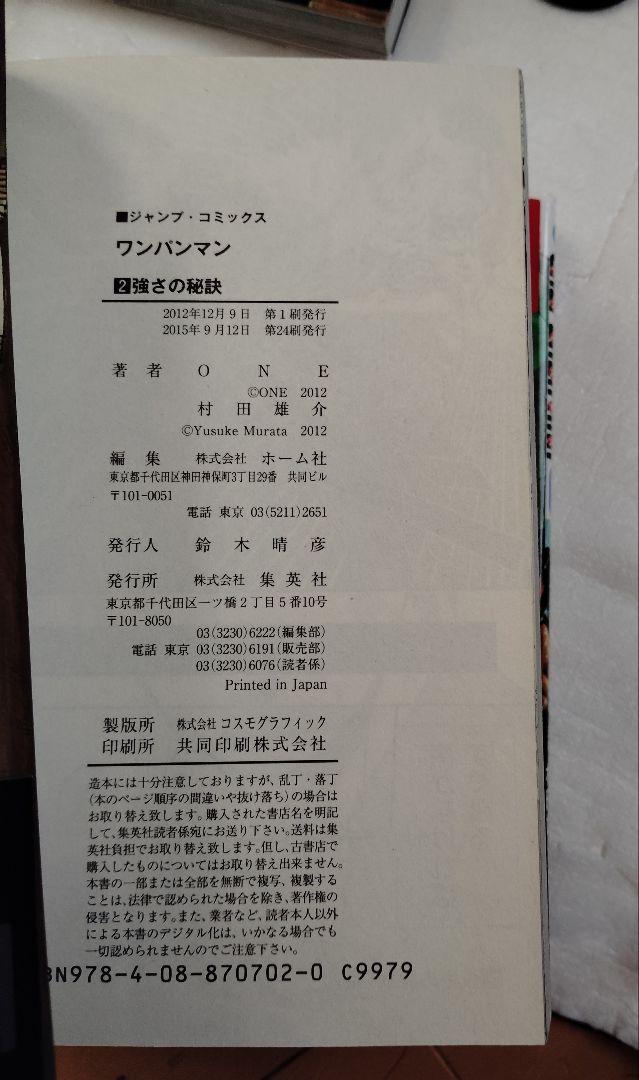 ■ジャンプ・コミックス
ワンパンマン
2強さの秘訣
2012年12月9日 第1刷発行
2015年9月12日 第24刷発行
著者 ONE
©ONE 2012
村田雄介
©Yusuke Murata 2012
編集 株式会社 ホーム社
東京都千代田区神田神保町3丁目29番 共同ビル
〒101-0051
電話 東京 03(5211)2651
発行人 鈴木晴彦
発行所 株式会社 集英社
東京都千代田区一ツ橋2丁目5番10号
〒101-8050
03(3230)6222(編集部)
電話 東京 03(3230)6191(販売部)
03(3230)6076(読者係)
Printed in Japan
製版所 株式会社 コスモグラフィック
印刷所 共同印刷株式会社
造本には十分注意しておりますが、乱丁・落丁
(本のページ順序の間違いや抜け落ち)の場合は
お取り替え致します。購入された書店名を明記
して、集英社読者係宛にお送り下さい。送料は集
英社負担でお取り替え致します。但し、古書店で
購入したものについてはお取り替え出来ません。
本書の一部または全部を無断で複写、複製する
ことは、法律で認められた場合を除き、著作権の
侵害となります。また、業者など、読者本人以外
による本書のデジタル化は、いかなる場合でも
一切認められませんのでご注意下さい。
BN978-4-08-870702-0 C9979